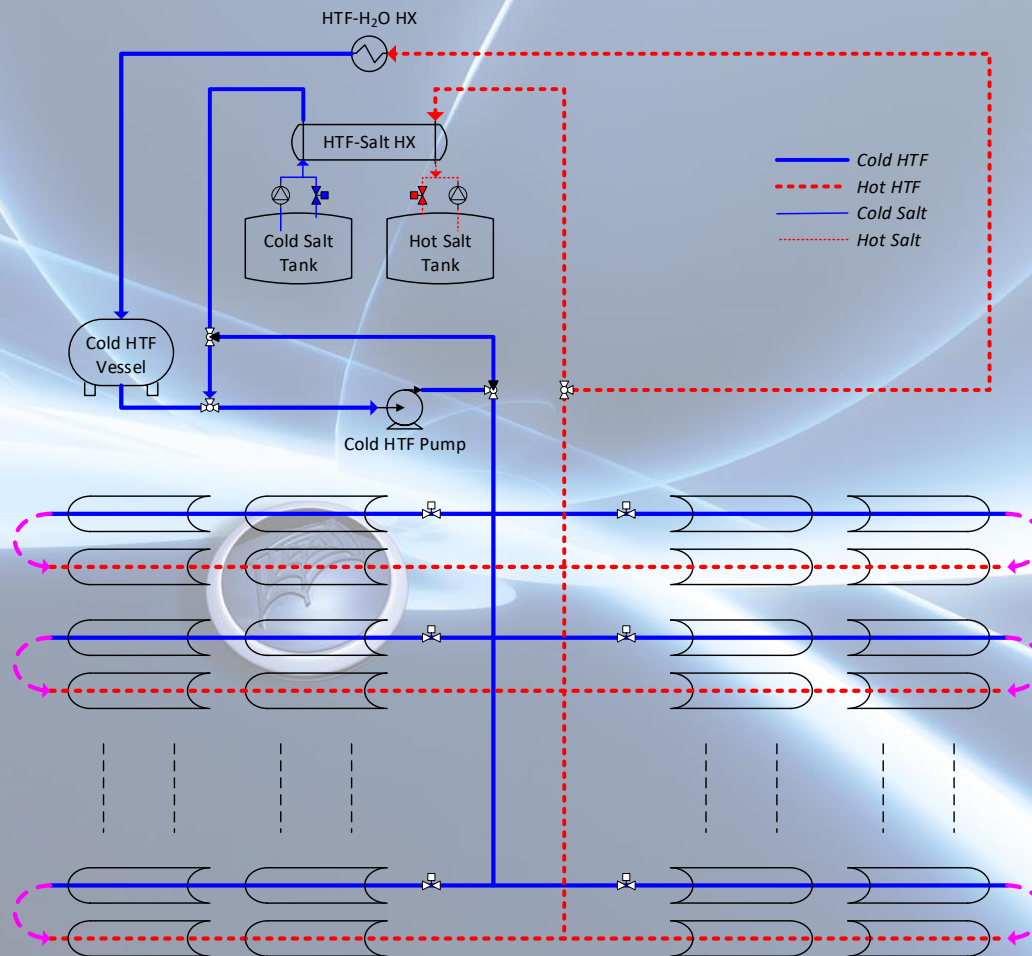 HTF-H₂O HX
HTF-Salt HX
Cold HTF
Hot HTF
Cold Salt
Hot Salt
Cold Salt
Tank
Hot Salt
Tank
Cold HTF
Vessel
Cold HTF Pump